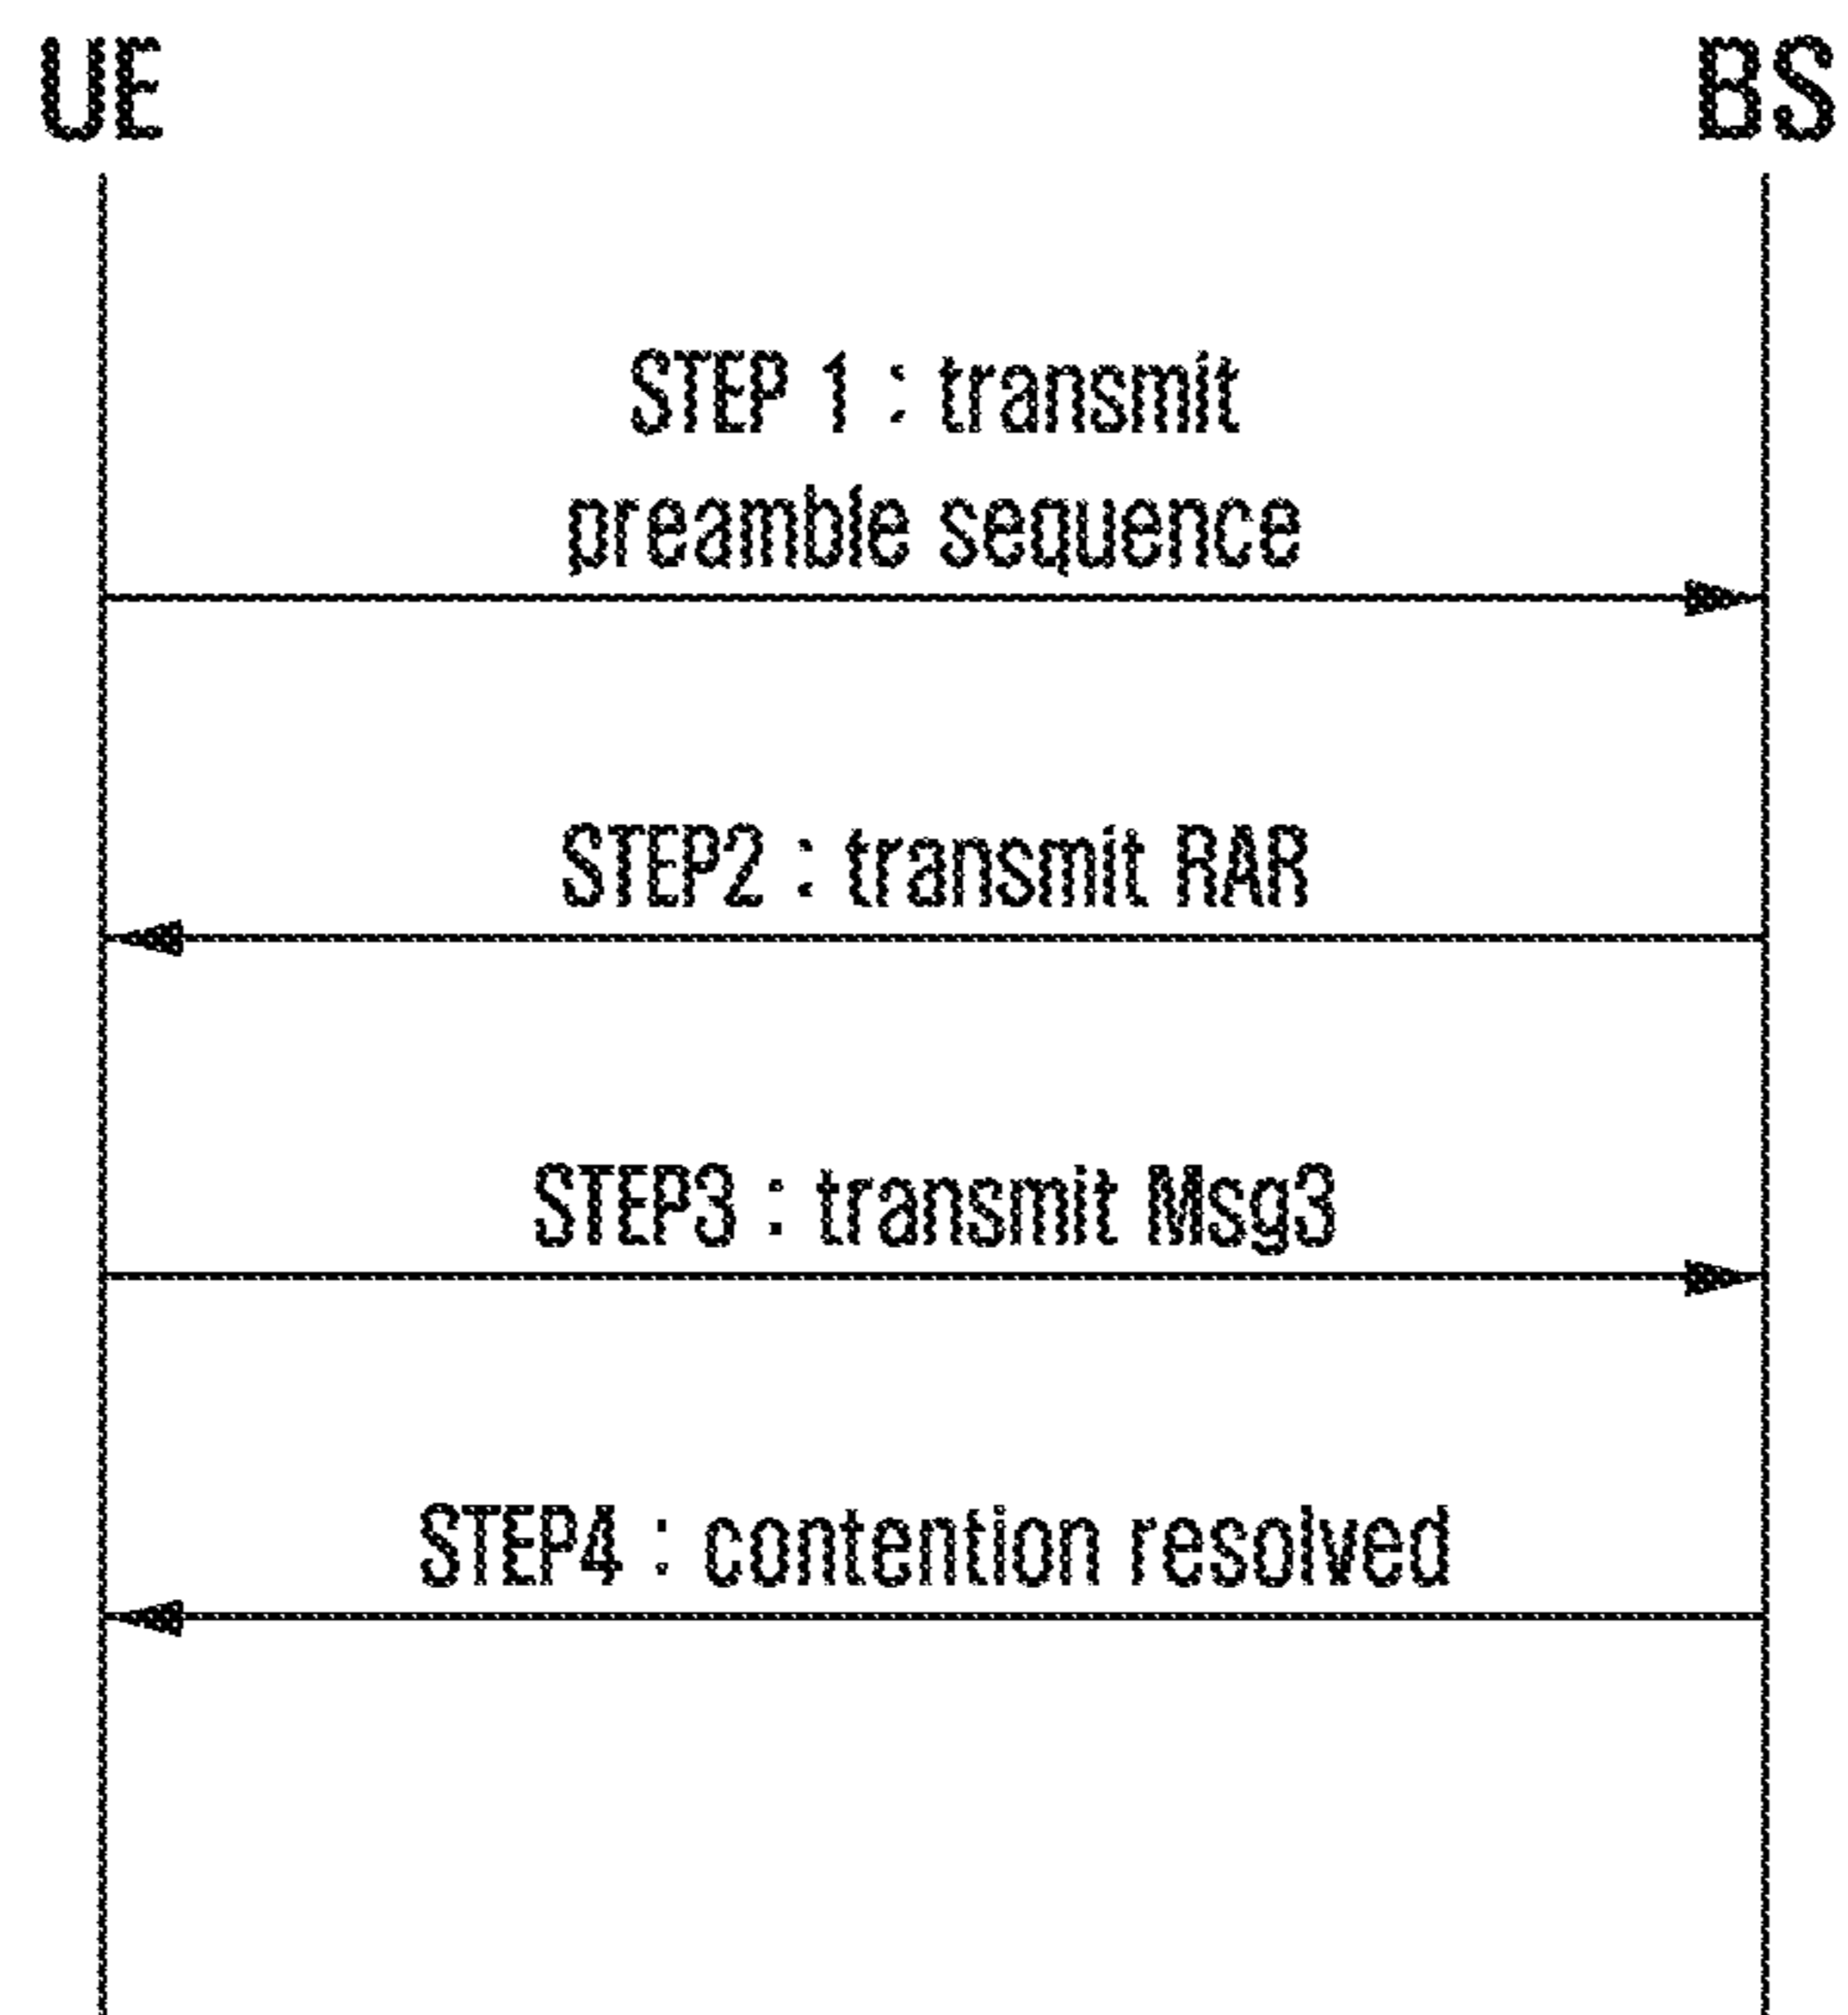 UE BS
STEP 1 : transmit
preamble sequence
STEP2 : transmit RAR
STEP3 : transmit Msg3
STEP4 : contention resolved